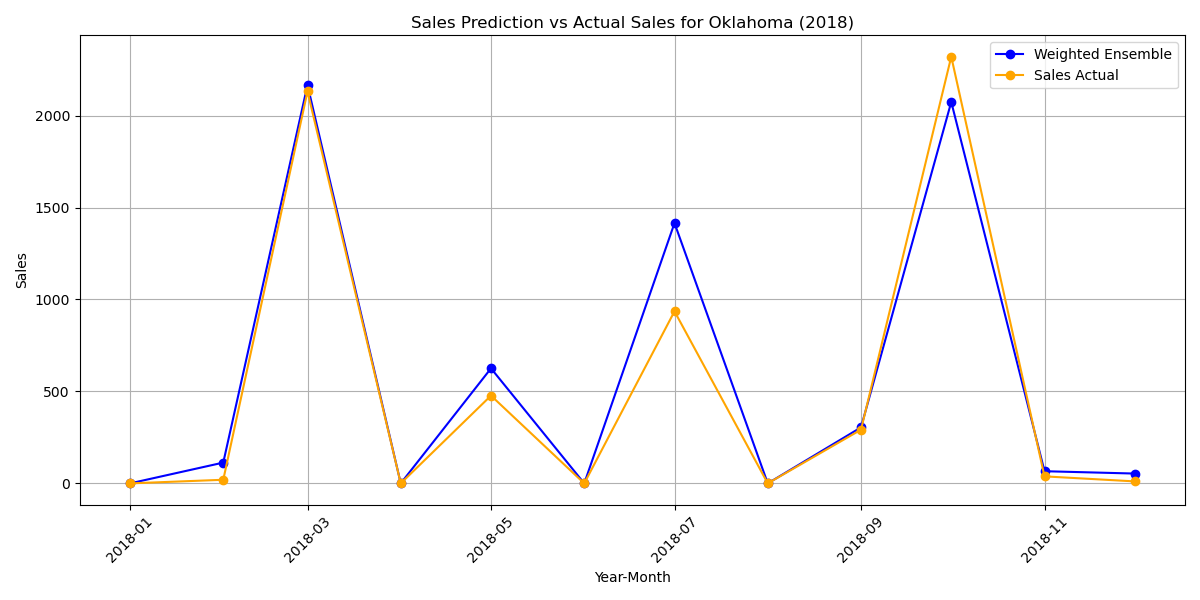 Sales Prediction vs Actual Sales for Oklahoma (2018)
Weighted Ensemble
Sales Actual
Sales
2000
1500
1000
500
0
2018-01
2018-03
2018-05
2018-07
2018-09
2018-11
Year-Month